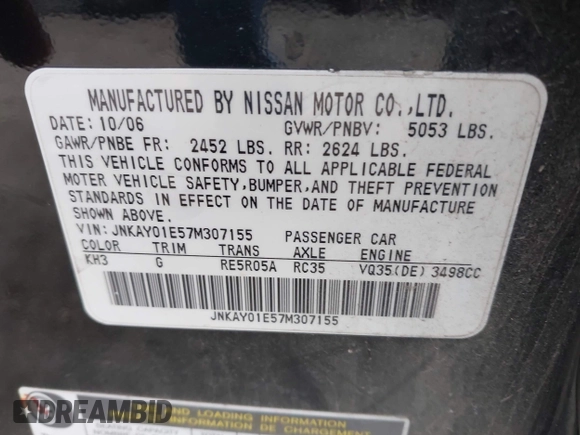 MANUFACTURED BY NISSAN MOTOR CO.,LTD.
DATE: 10/06 GVWR/PNBV: 5053 LBS.
GAWR/PNBE FR: 2452 LBS. RR: 2624 LBS.
THIS VEHICLE CONFORMS TO ALL APPLICABLE FEDERAL
MOTOR VEHICLE SAFETY,BUMPER,AND THEFT PREVENTION
STANDARDS IN EFFECT ON THE DATE OF MANUFACTURE
SHOWN ABOVE.
VIN: JNKAY01E57M307155 PASSENGER CAR
COLOR TRIM TRANS AXLE ENGINE
KH3 G RE5R05A RC35 VQ35(DE) 3498CC
JNKAY01E57M307155
AND LOADING INFORMATION
DREAMBID